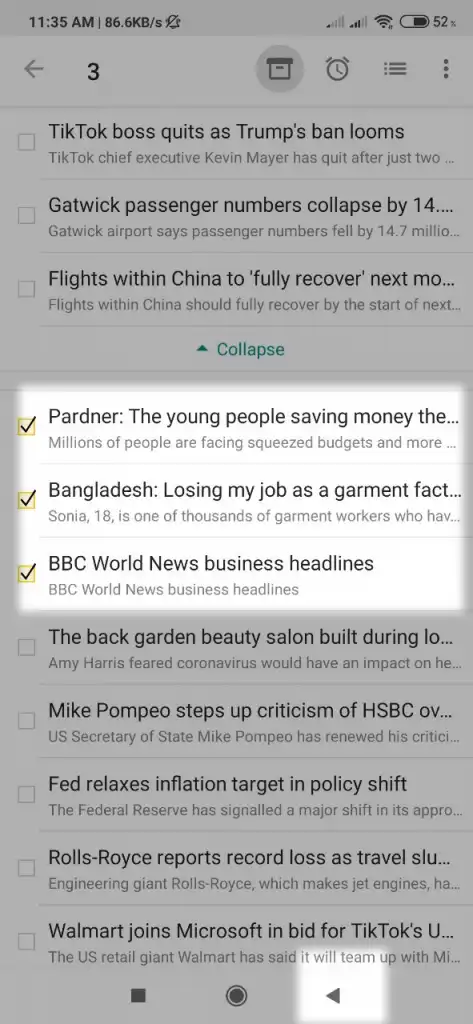 11:35 AM | 86.6KB/s 52%
3
TikTok boss quits as Trump's ban looms
TikTok chief executive Kevin Mayer has quit after just two ...
Gatwick passenger numbers collapse by 14....
Gatwick airport says passenger numbers fell by 14.7 millio...
Flights within China to 'fully recover' next mo...
Flights within China should fully recover by the start of next...
Collapse
Pardner: The young people saving money the...
Millions of people are facing squeezed budgets and more ...
Bangladesh: Losing my job as a garment fact...
Sonia, 18, is one of thousands of garment workers who hav...
BBC World News business headlines
BBC World News business headlines
The back garden beauty salon built during lo...
Amy Harris feared coronavirus would have an impact on he...
Mike Pompeo steps up criticism of HSBC ov...
US Secretary of State Mike Pompeo has renewed his critici...
Fed relaxes inflation target in policy shift
The Federal Reserve has signalled a major shift in its appro...
Rolls-Royce reports record loss as travel slu...
Engineering giant Rolls-Royce, which makes jet engines, ha...
Walmart joins Microsoft in bid for TikTok's U...
The US retail giant Walmart has said it will team up with Mi...